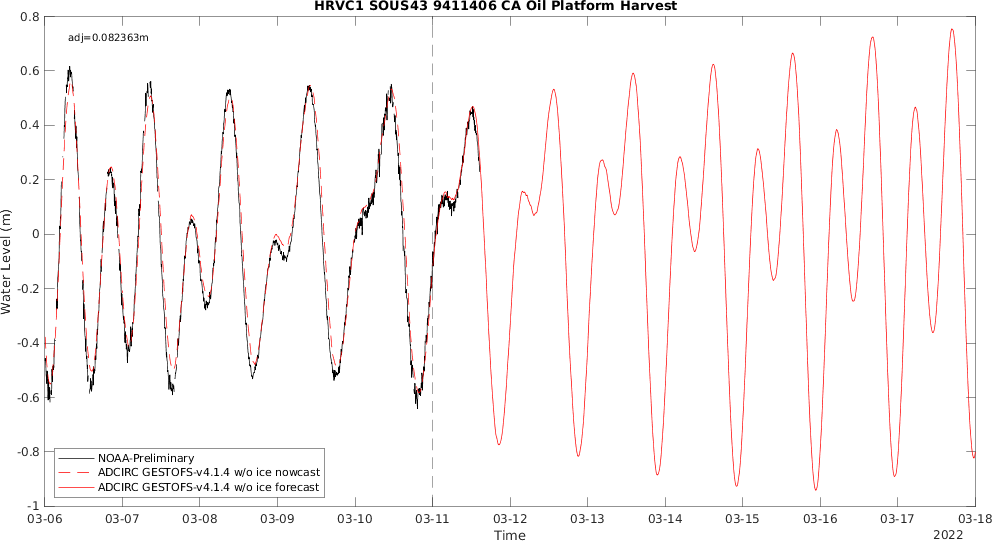 HRVC1 SOUS43 9411406 CA Oil Platform Harvest
adj=0.082363m
0.8
0.6
0.4
0.2
0
-0.2
-0.4
-0.6
-0.8
-1
Water Level (m)
NOAA-Preliminary
ADCIRC GESTOFS-v4.1.4 w/o ice nowcast
ADCIRC GESTOFS-v4.1.4 w/o ice forecast
03-06 03-07 03-08 03-09 03-10 03-11 03-12 03-13 03-14 03-15 03-16 03-17 03-18
Time
2022